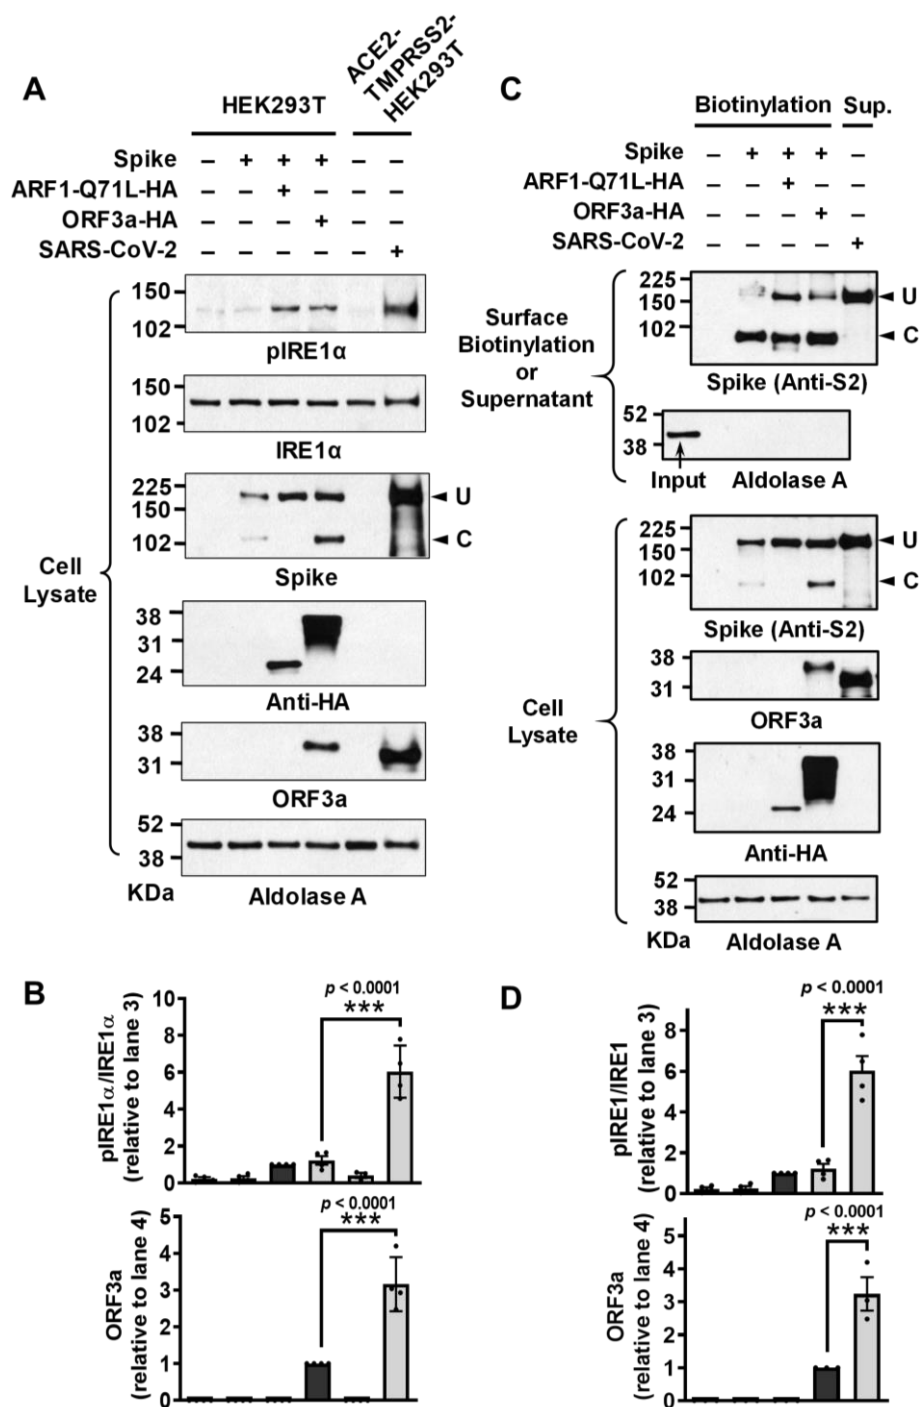 A
HEK293T
ACE2-
TMPRSS2-
HEK293T
Spike – + + + – –
ARF1-Q71L-HA – – + – – –
ORF3a-HA – – – + – –
SARS-CoV-2 – – – – – +
150
102
pIRE1α
150
102
IRE1α
225
150
102
U
C
Spike
Cell
Lysate
38
31
24
Anti-HA
38
31
ORF3a
52
38
KDa
Aldolase A
C
Biotinylation
Sup.
Spike – + + + –
ARF1-Q71L-HA – – + – –
ORF3a-HA – – – + –
SARS-CoV-2 – – – – +
Surface
Biotinylation
or
Supernatant
225
150
102
U
C
Spike (Anti-S2)
52
38
Input
Aldolase A
Cell
Lysate
225
150
102
U
C
Spike (Anti-S2)
38
31
ORF3a
38
31
24
Anti-HA
52
38
KDa
Aldolase A
B
pIRE1α/IRE1α
(relative to lane 3)
10
8
6
4
2
0
p < 0.0001
***
ORF3a
(relative to lane 4)
5
4
3
2
1
0
p < 0.0001
***
D
pIRE1/IRE1
(relative to lane 3)
8
6
4
2
0
p < 0.0001
***
ORF3a
(relative to lane 4)
5
4
3
2
1
0
p < 0.0001
***